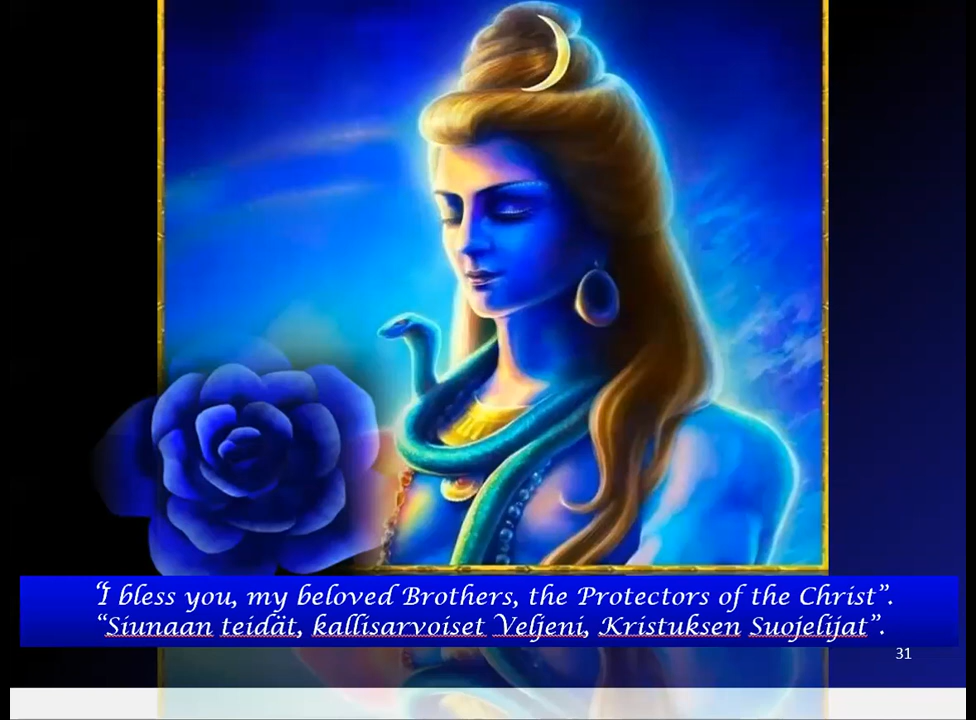 “I bless you, my beloved Brothers, the Protectors of the Christ”.
“Siunaan teidät, kallisarvoiset Veljeni, Kristuksen Suojelijat”.
31